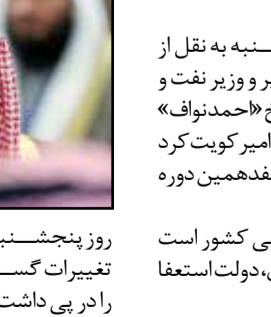 ـنبه به نقل از
یر و وزیر نفت و
خ «احمدنواف»
امیر کویت کرد
فدهمین دوره
ی کشور است
،دولت استعفا
روز پنجشنبه
تغییرات گسـ
را در پی داشت